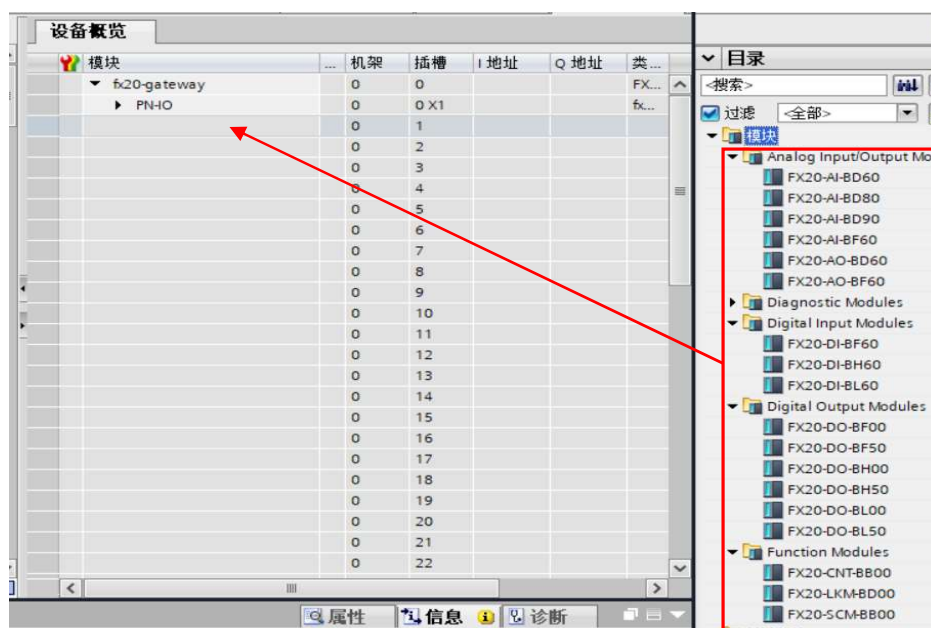 设备概览
模块 ... 机架 插槽 I 地址 Q 地址 类...
fx20-gateway 0 0 FX...
PN-IO 0 0 X1 fx...
0 1
0 2
0 3
0 4
0 5
0 6
0 7
0 8
0 9
0 10
0 11
0 12
0 13
0 14
0 15
0 16
0 17
0 18
0 19
0 20
0 21
0 22
属性 信息 诊断
目录
<搜索>
过滤 <全部>
模块
Analog Input/Output Mo
FX20-AI-BD60
FX20-AI-BD80
FX20-AI-BD90
FX20-AI-BF60
FX20-AO-BD60
FX20-AO-BF60
Diagnostic Modules
Digital Input Modules
FX20-DI-BF60
FX20-DI-BH60
FX20-DI-BL60
Digital Output Modules
FX20-DO-BF00
FX20-DO-BF50
FX20-DO-BH00
FX20-DO-BH50
FX20-DO-BL00
FX20-DO-BL50
Function Modules
FX20-CNT-BB00
FX20-LKM-BD00
FX20-SCM-BB00